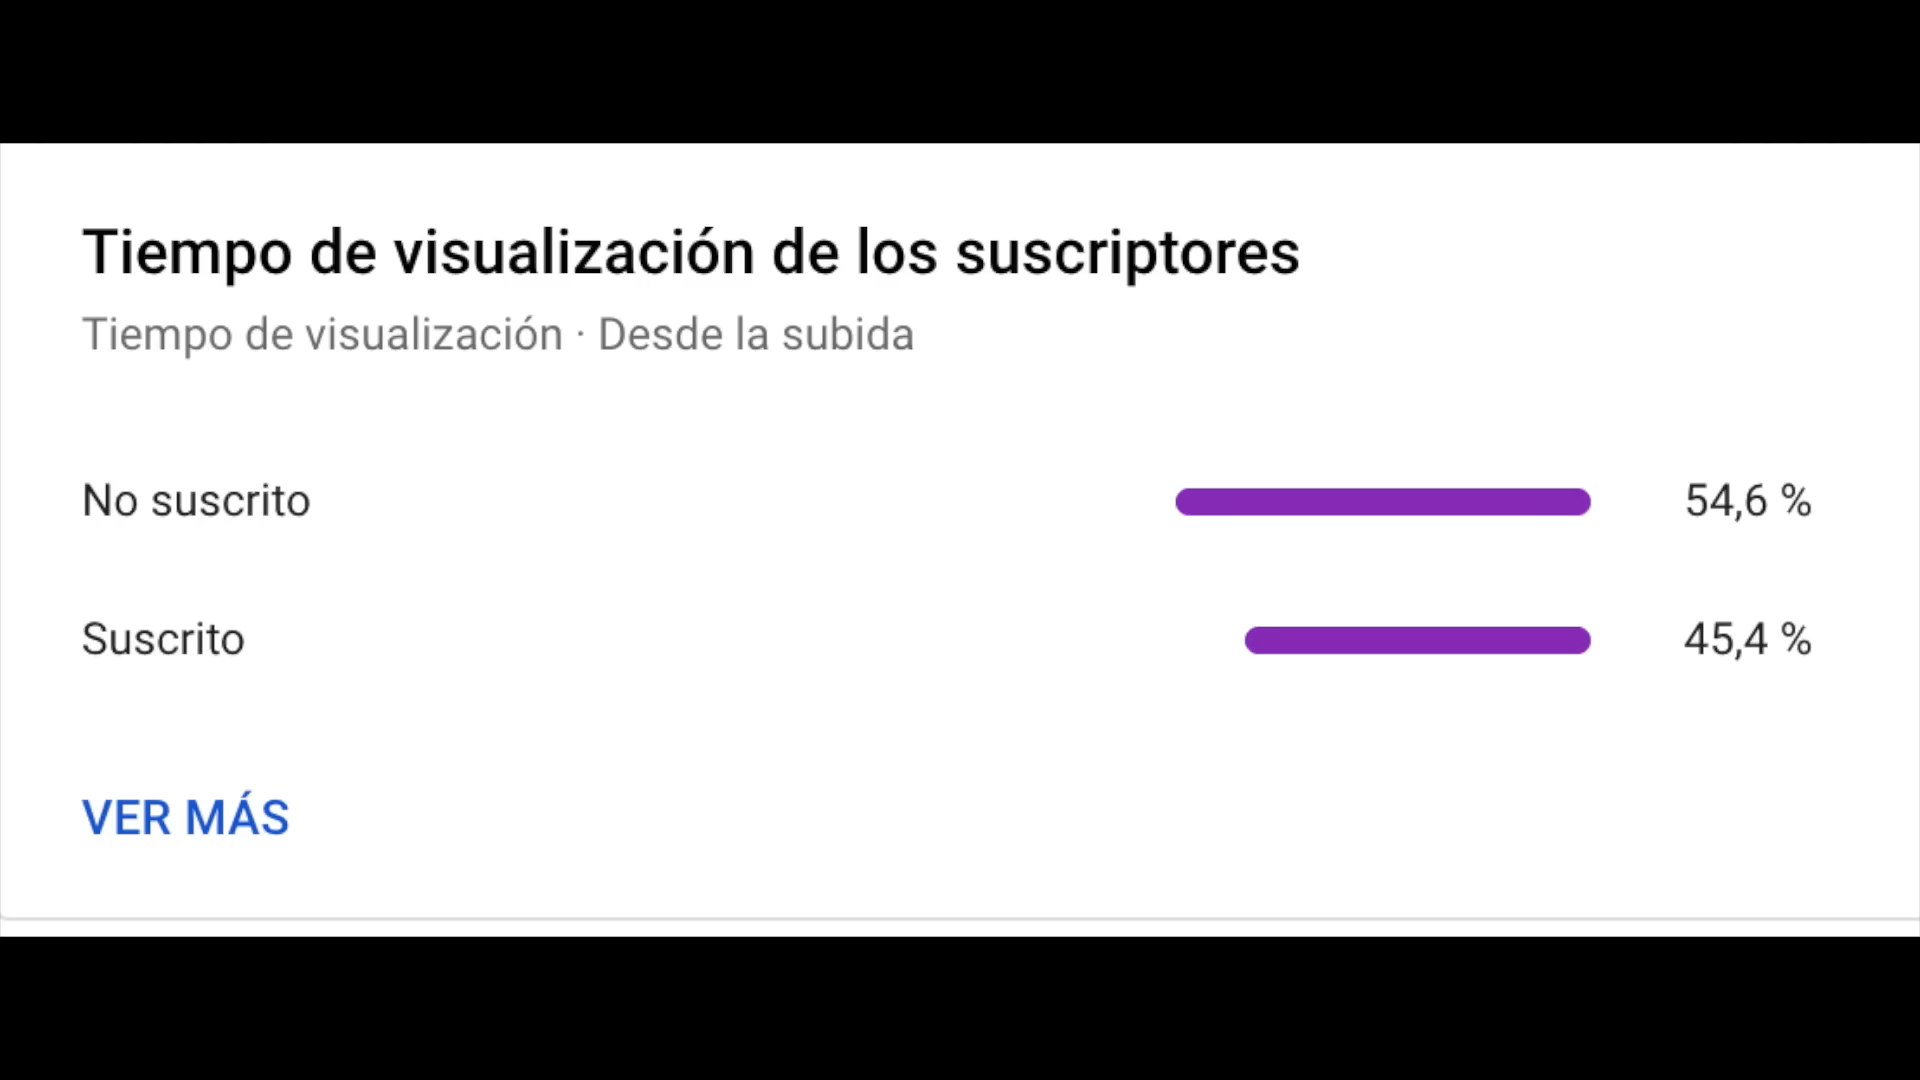 Tiempo de visualización de los suscriptores
Tiempo de visualización · Desde la subida
No suscrito 54,6 %
Suscrito 45,4 %
VER MÁS